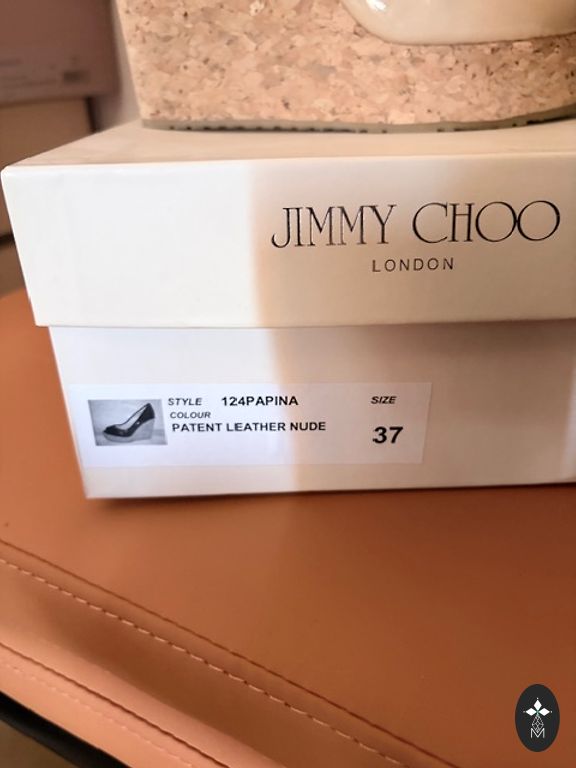 JIMMY CHOO
LONDON
STYLE 124PAPINA SIZE
COLOUR
PATENT LEATHER NUDE 37
M